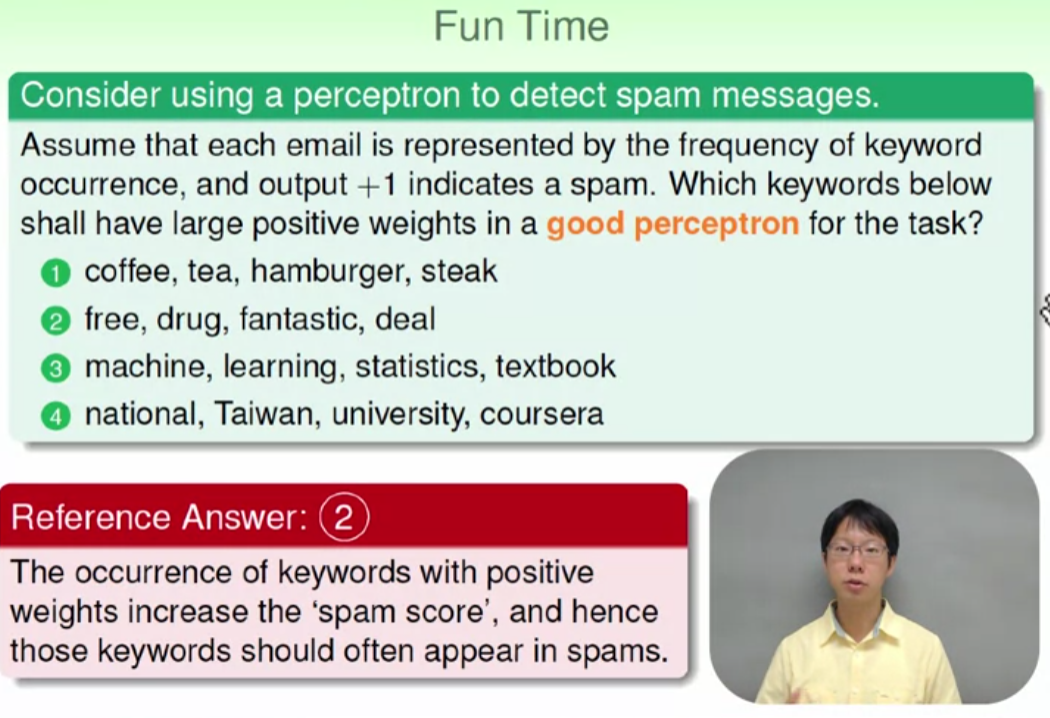 Fun Time
Consider using a perceptron to detect spam messages.
Assume that each email is represented by the frequency of keyword
occurrence, and output +1 indicates a spam. Which keywords below
shall have large positive weights in a good perceptron for the task?
1 coffee, tea, hamburger, steak
2 free, drug, fantastic, deal
3 machine, learning, statistics, textbook
4 national, Taiwan, university, coursera
Reference Answer: 2
The occurrence of keywords with positive
weights increase the ‘spam score’, and hence
those keywords should often appear in spams.